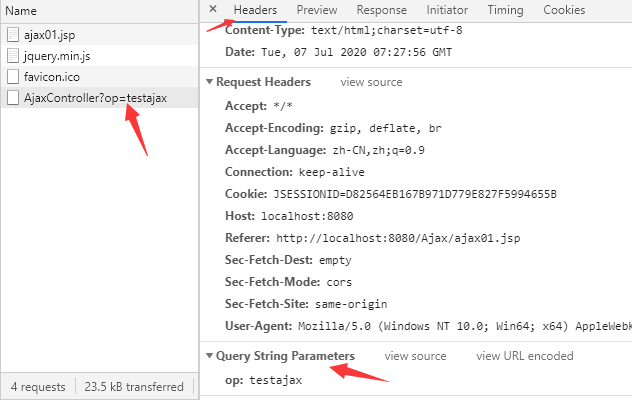 Name
ajax01.jsp
jquery.min.js
favicon.ico
AjaxController?op=testajax
4 requests
23.5 kB transferred
× Headers Preview Response Initiator Timing Cookies
Content-Type: text/html;charset=utf-8
Date: Tue, 07 Jul 2020 07:27:56 GMT
▼ Request Headers view source
Accept: */*
Accept-Encoding: gzip, deflate, br
Accept-Language: zh-CN,zh;q=0.9
Connection: keep-alive
Cookie: JSESSIONID=D82564EB167B971D779E827F5994655B
Host: localhost:8080
Referer: http://localhost:8080/Ajax/ajax01.jsp
Sec-Fetch-Dest: empty
Sec-Fetch-Mode: cors
Sec-Fetch-Site: same-origin
User-Agent: Mozilla/5.0 (Windows NT 10.0; Win64; x64) AppleWebK
▼ Query String Parameters view source view URL encoded
op: testajax